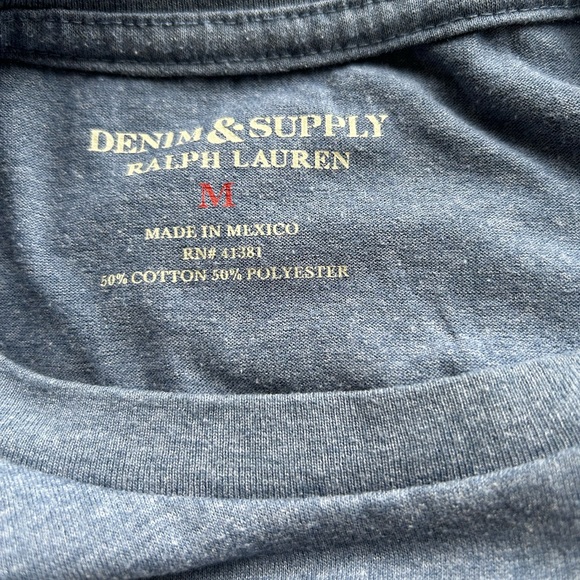 DENIM & SUPPLY
RALPH LAUREN
M
MADE IN MEXICO
RN# 41381
50% COTTON 50% POLYESTER